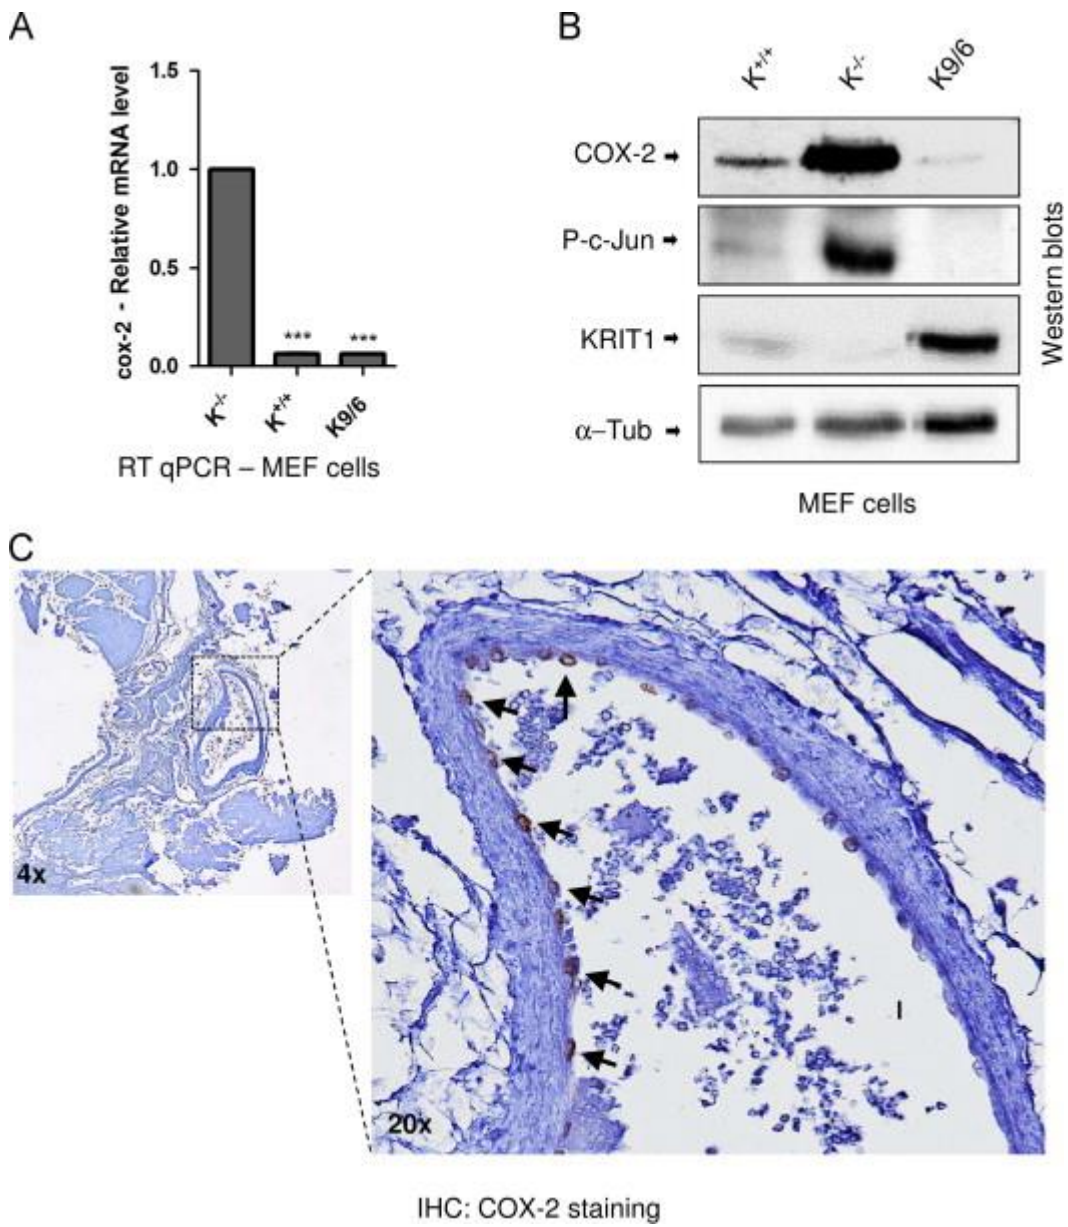 A
cox-2 - Relative mRNA level
1.5
1.0
0.5
0.0
***
***
K-/-
K+/+
K9/6
RT qPCR – MEF cells
B
K+/+
K-/-
K9/6
COX-2
P-c-Jun
KRIT1
α–Tub
Western blots
MEF cells
C
4x
20x
l
IHC: COX-2 staining